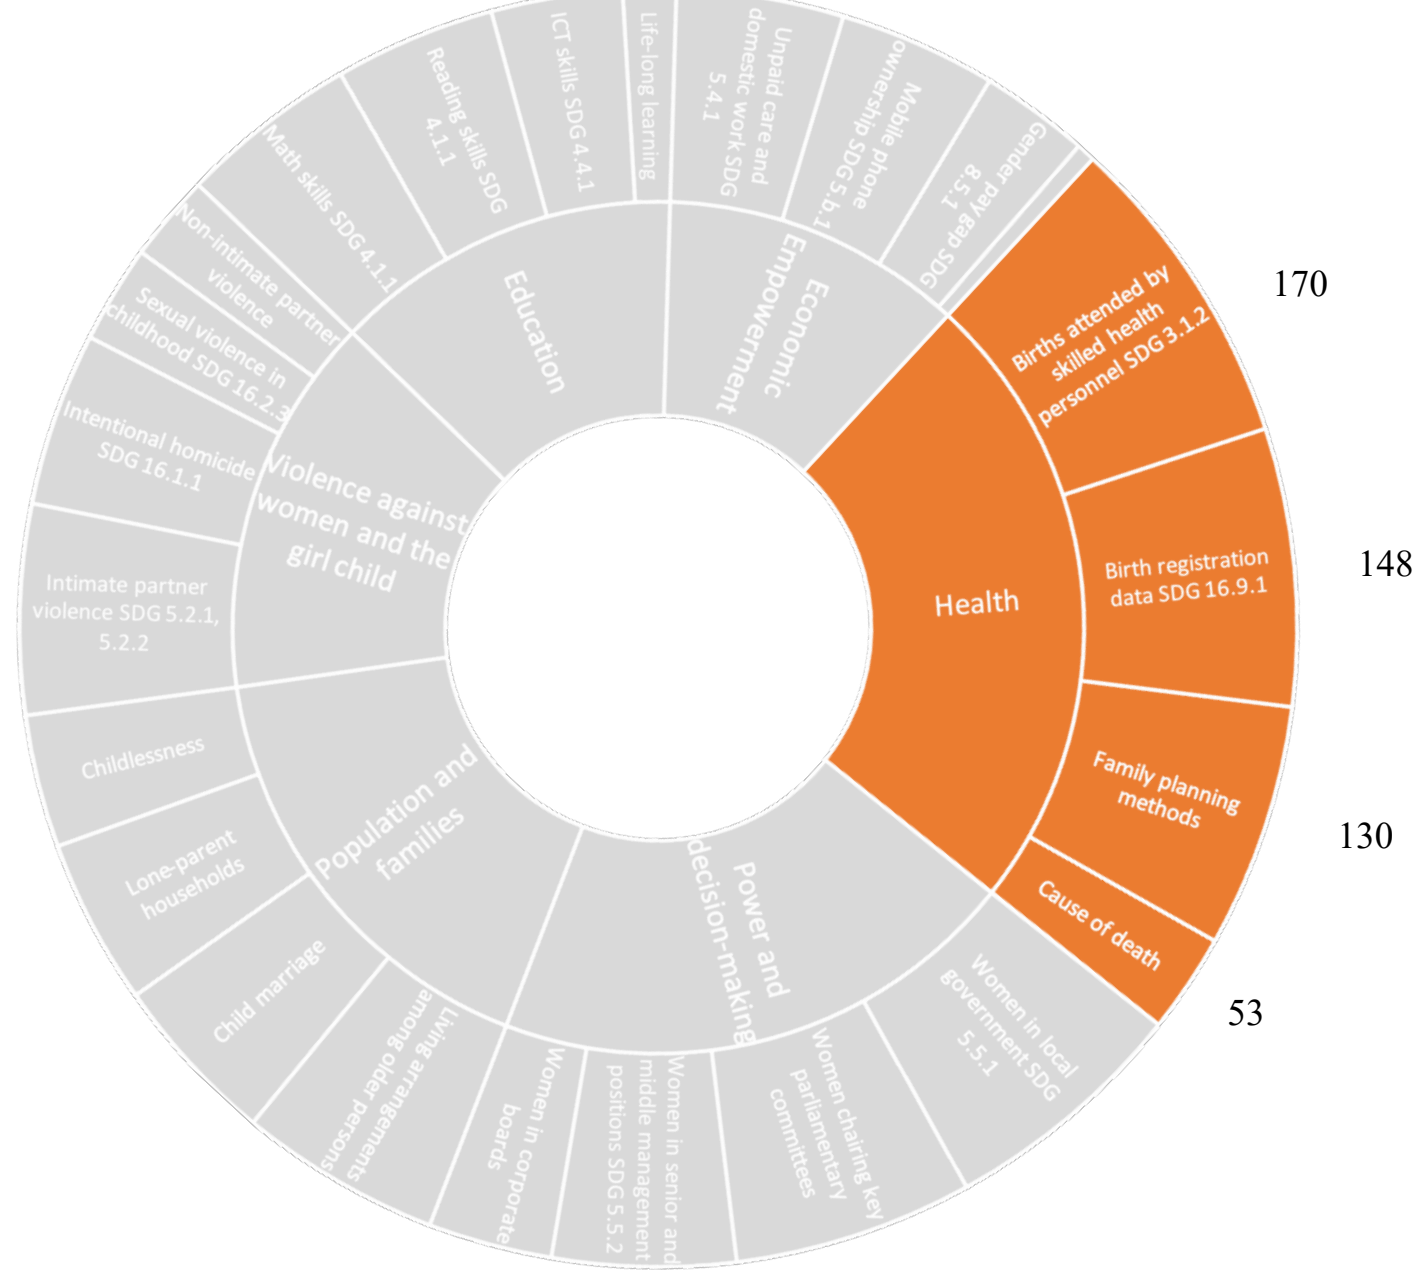 Life-long learning
ICT skills SDG 4.4.1
Reading skills SDG
4.1.1
Math skills SDG 4.1.1
Non-intimate partner
violence
Sexual violence in
childhood SDG 16.2.3
Intentional homicide
SDG 16.1.1
Intimate partner
violence SDG 5.2.1,
5.2.2
Childlessness
Lone-parent
households
Child marriage
Living arrangements
among older persons
Women in corporate
boards
Women in senior and
middle management
positions SDG 5.5.2
Women chairing key
parliamentary
committees
Women in local
government SDG
5.5.1
Unpaid care and
domestic work SDG
5.4.1
Mobile phone
ownership SDG 5.b.1
Gender pay gap SDG
8.5.1
Education
Economic
Empowerment
Violence against
women and the
girl child
Population and
families
Power and
decision-making
Health
Births attended by
skilled health
personnel SDG 3.1.2
170
Birth registration
data SDG 16.9.1
148
Family planning
methods
130
Cause of death
53